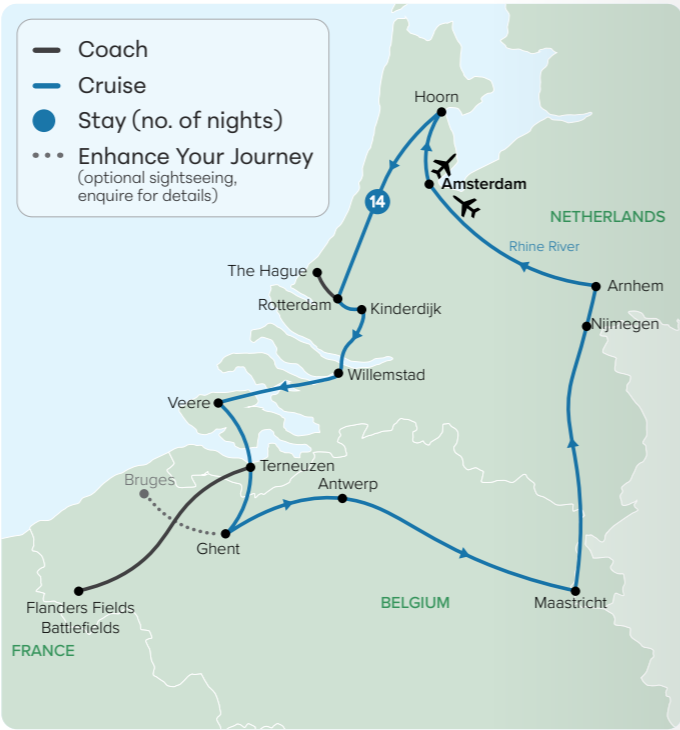 Coach
Cruise
Stay (no. of nights)
Enhance Your Journey
(optional sightseeing,
enquire for details)
Hoorn
Amsterdam
14
NETHERLANDS
Rhine River
The Hague
Arnhem
Rotterdam
Kinderdijk
Nijmegen
Willemstad
Veere
Terneuzen
Bruges
Antwerp
Ghent
Flanders Fields
Battlefields
BELGIUM
Maastricht
FRANCE